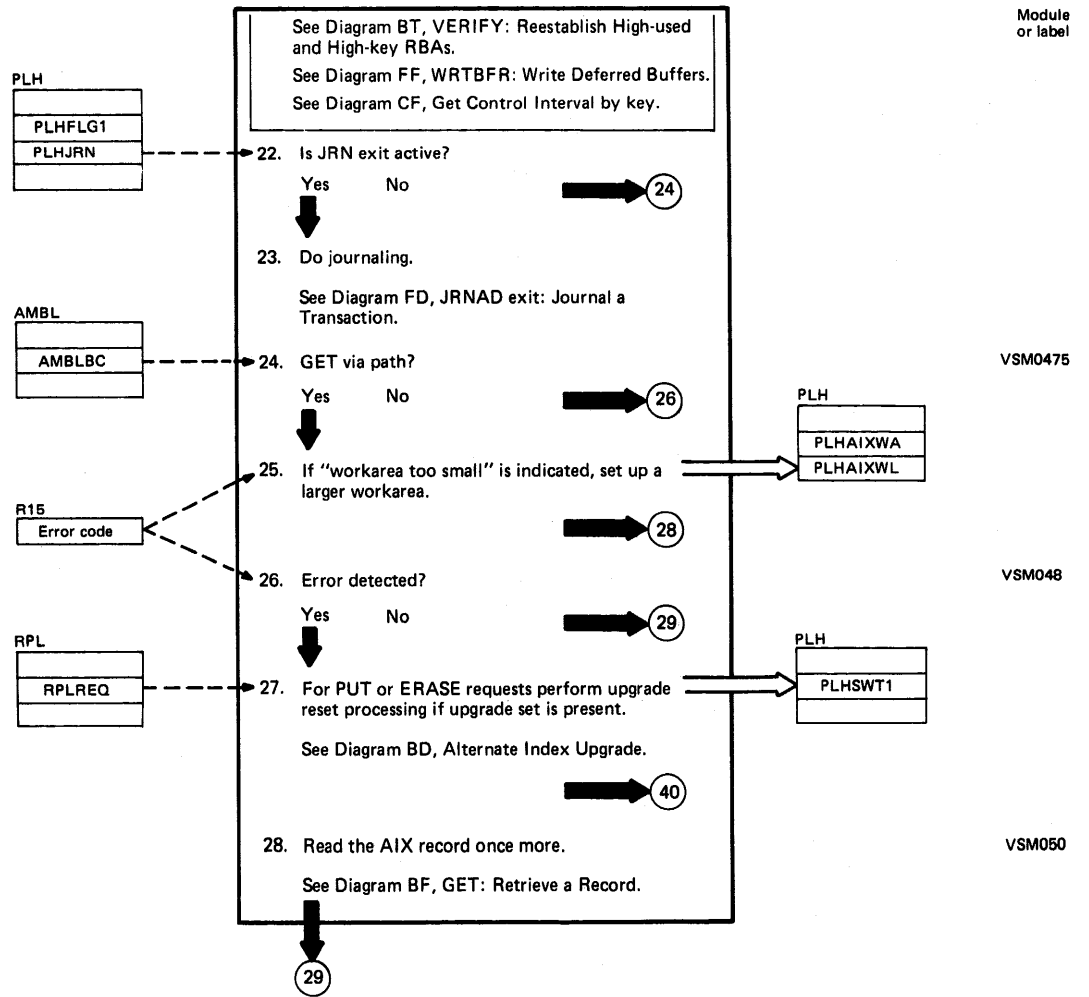 See Diagram BT, VERIFY: Reestablish High-used
and High-key RBAs.
See Diagram FF, WRTBFR: Write Deferred Buffers.
See Diagram CF, Get Control Interval by key.
Module
or label
PLH
PLHFLG1
PLHJRN
22. Is JRN exit active?
Yes No
24
23. Do journaling.
See Diagram FD, JRNAD exit: Journal a
Transaction.
AMBL
AMBLBC
24. GET via path?
VSM0475
Yes No
26
PLH
PLHAIXWA
PLHAIXWL
25. If "workarea too small" is indicated, set up a
larger workarea.
R15
Error code
28
26. Error detected?
VSM048
Yes No
29
RPL
RPLREQ
PLH
PLHSWT1
27. For PUT or ERASE requests perform upgrade
reset processing if upgrade set is present.
See Diagram BD, Alternate Index Upgrade.
40
28. Read the AIX record once more.
VSM050
See Diagram BF, GET: Retrieve a Record.
29